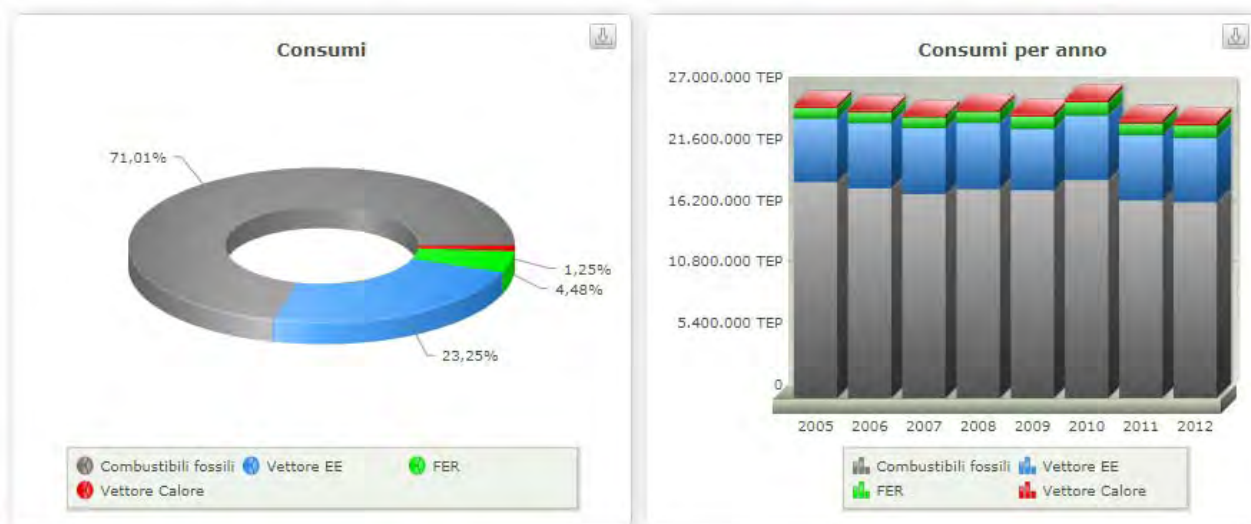 Consumi
71,01%
1,25%
4,48%
23,25%
Combustibili fossili Vettore EE FER
Vettore Calore
Consumi per anno
27.000.000 TEP
21.600.000 TEP
16.200.000 TEP
10.800.000 TEP
5.400.000 TEP
0
2005 2006 2007 2008 2009 2010 2011 2012
Combustibili fossili Vettore EE
FER Vettore Calore